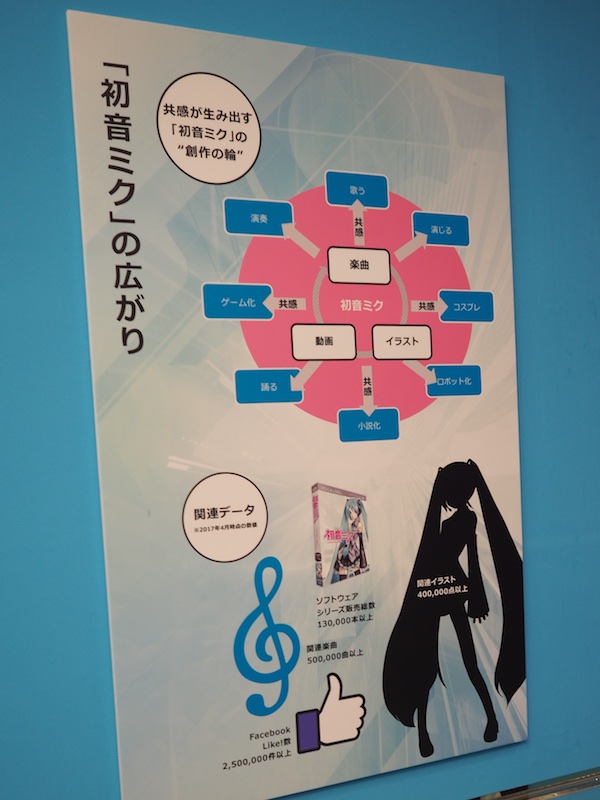 「初音ミク」の広がり
共感が生み出す
「初音ミク」の
“創作の輪”
歌う
演奏
演じる
共感
楽曲
ゲーム化
共感
初音ミク
共感
コスプレ
動画
イラスト
踊る
共感
ロボット化
小説化
関連データ
※2017年4月時点の数値
初音ミク
ソフトウェア
シリーズ販売総数
130,000本以上
関連イラスト
400,000点以上
関連楽曲
500,000曲以上
Facebook
Like!数
2,500,000件以上